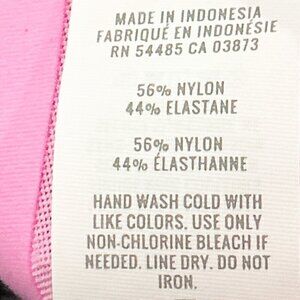 MADE IN INDONESIA
FABRIQUÉ EN INDONÉSIE
RN 54485 CA 03873
56% NYLON
44% ELASTANE
56% NYLON
44% ÉLASTHANNE
HAND WASH COLD WITH
LIKE COLORS. USE ONLY
NON-CHLORINE BLEACH IF
NEEDED. LINE DRY. DO NOT
IRON.